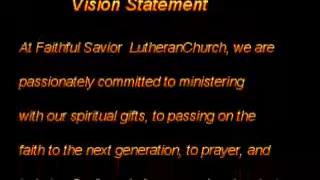 Vision Statement
At Faithful Savior LutheranChurch, we are
passionately committed to ministering
with our spiritual gifts, to passing on the
faith to the next generation, to prayer, and